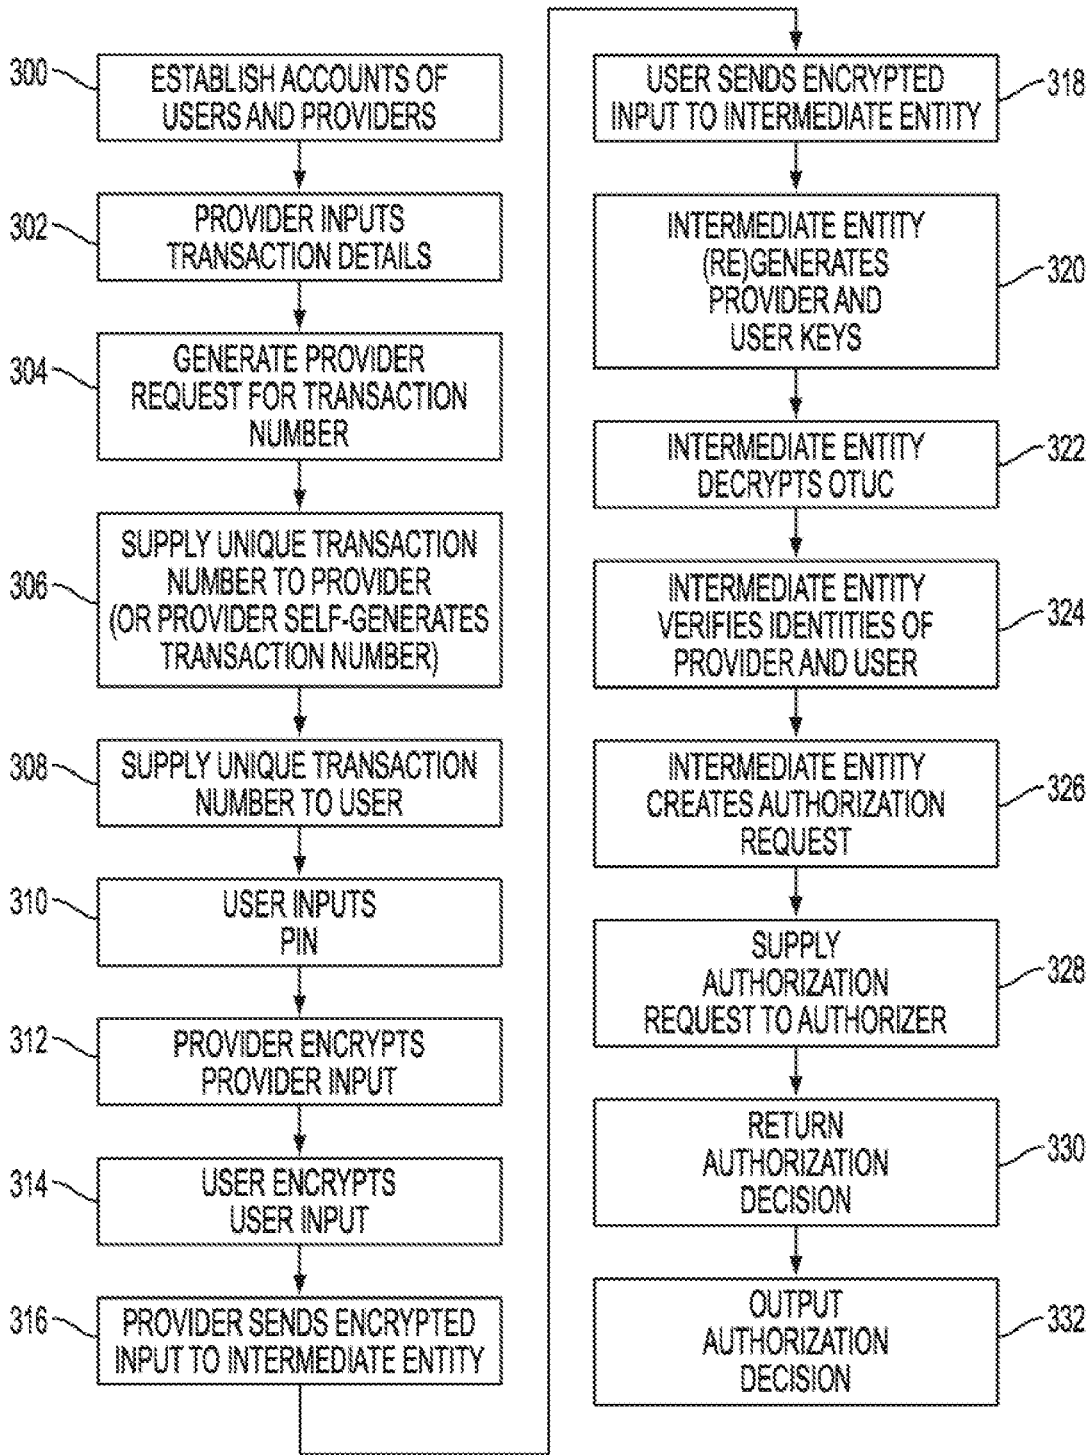 300
ESTABLISH ACCOUNTS OF
USERS AND PROVIDERS
302
PROVIDER INPUTS
TRANSACTION DETAILS
304
GENERATE PROVIDER
REQUEST FOR TRANSACTION
NUMBER
306
SUPPLY UNIQUE TRANSACTION
NUMBER TO PROVIDER
(OR PROVIDER SELF-GENERATES
TRANSACTION NUMBER)
308
SUPPLY UNIQUE TRANSACTION
NUMBER TO USER
310
USER INPUTS
PIN
312
PROVIDER ENCRYPTS
PROVIDER INPUT
314
USER ENCRYPTS
USER INPUT
316
PROVIDER SENDS ENCRYPTED
INPUT TO INTERMEDIATE ENTITY
318
USER SENDS ENCRYPTED
INPUT TO INTERMEDIATE ENTITY
320
INTERMEDIATE ENTITY
(RE)GENERATES
PROVIDER AND
USER KEYS
322
INTERMEDIATE ENTITY
DECRYPTS OTUC
324
INTERMEDIATE ENTITY
VERIFIES IDENTITIES OF
PROVIDER AND USER
326
INTERMEDIATE ENTITY
CREATES AUTHORIZATION
REQUEST
328
SUPPLY
AUTHORIZATION
REQUEST TO AUTHORIZER
330
RETURN
AUTHORIZATION
DECISION
332
OUTPUT
AUTHORIZATION
DECISION